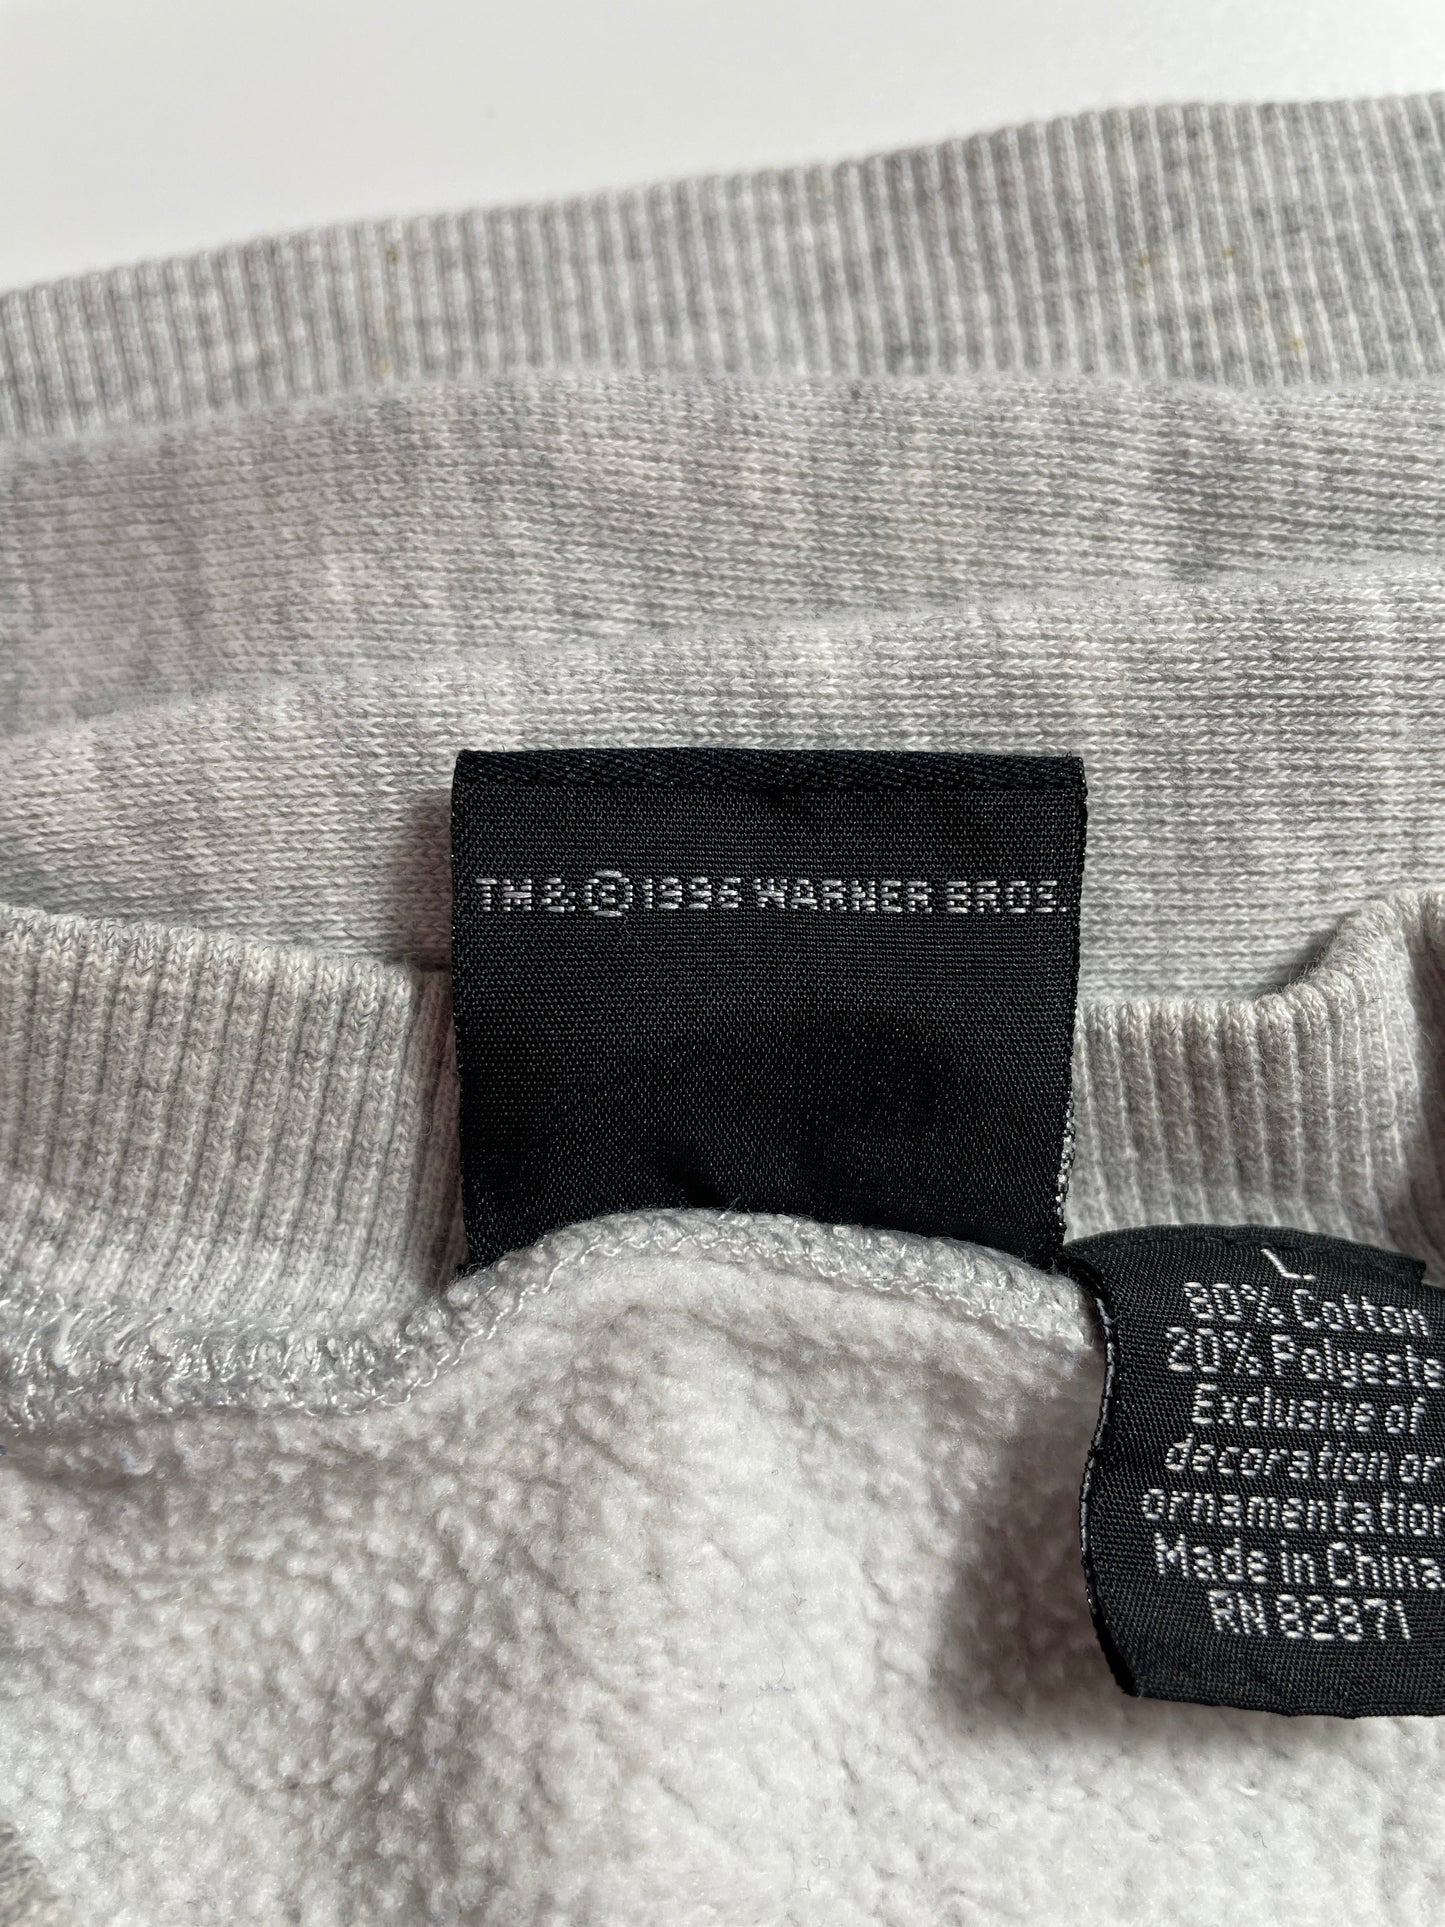 TM & © 1996 WARNER BROS.
L
80% Cotton
20% Polyeste
Exclusive of
decoration or
ornamentation
Made in China
RN 82871